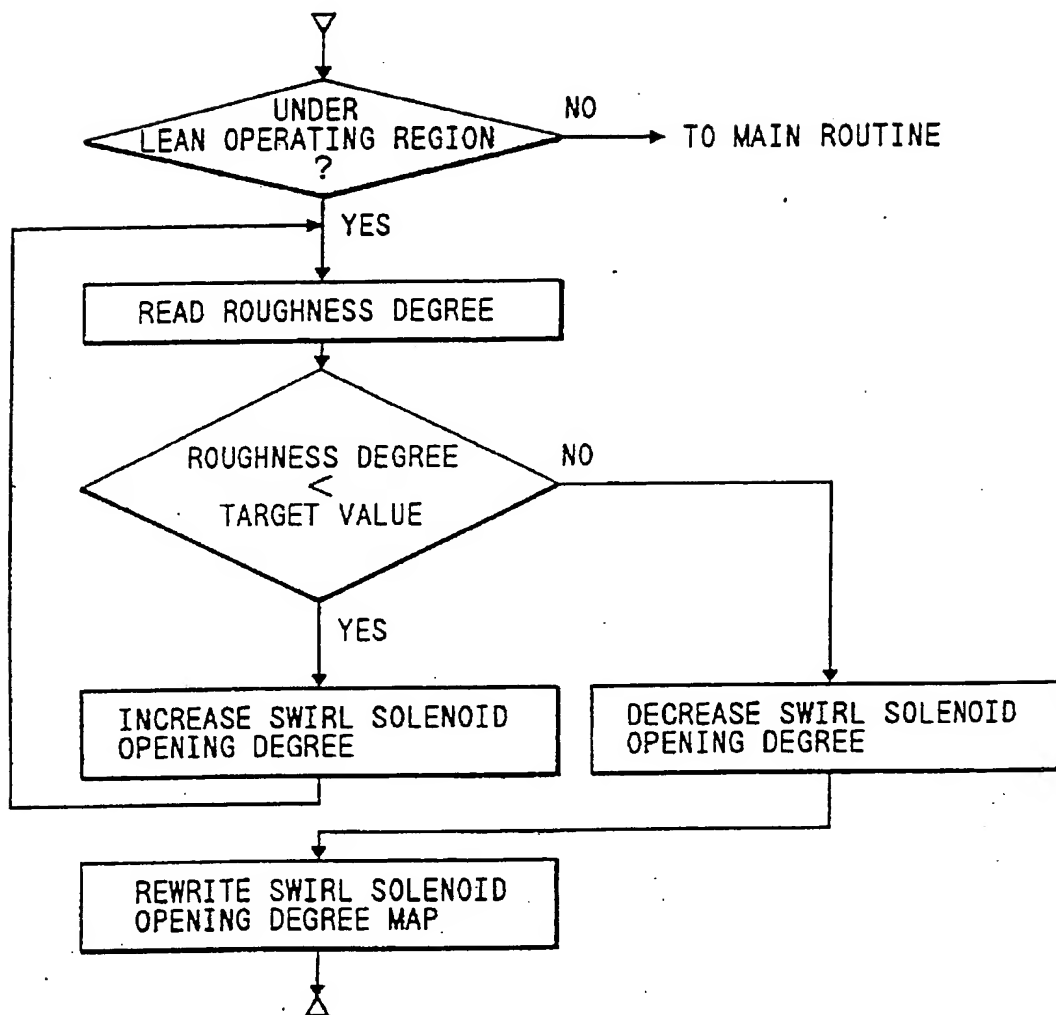 UNDER
LEAN OPERATING REGION
?
NO
TO MAIN ROUTINE
YES
READ ROUGHNESS DEGREE
ROUGHNESS DEGREE
<
TARGET VALUE
NO
YES
INCREASE SWIRL SOLENOID
OPENING DEGREE
DECREASE SWIRL SOLENOID
OPENING DEGREE
REWRITE SWIRL SOLENOID
OPENING DEGREE MAP